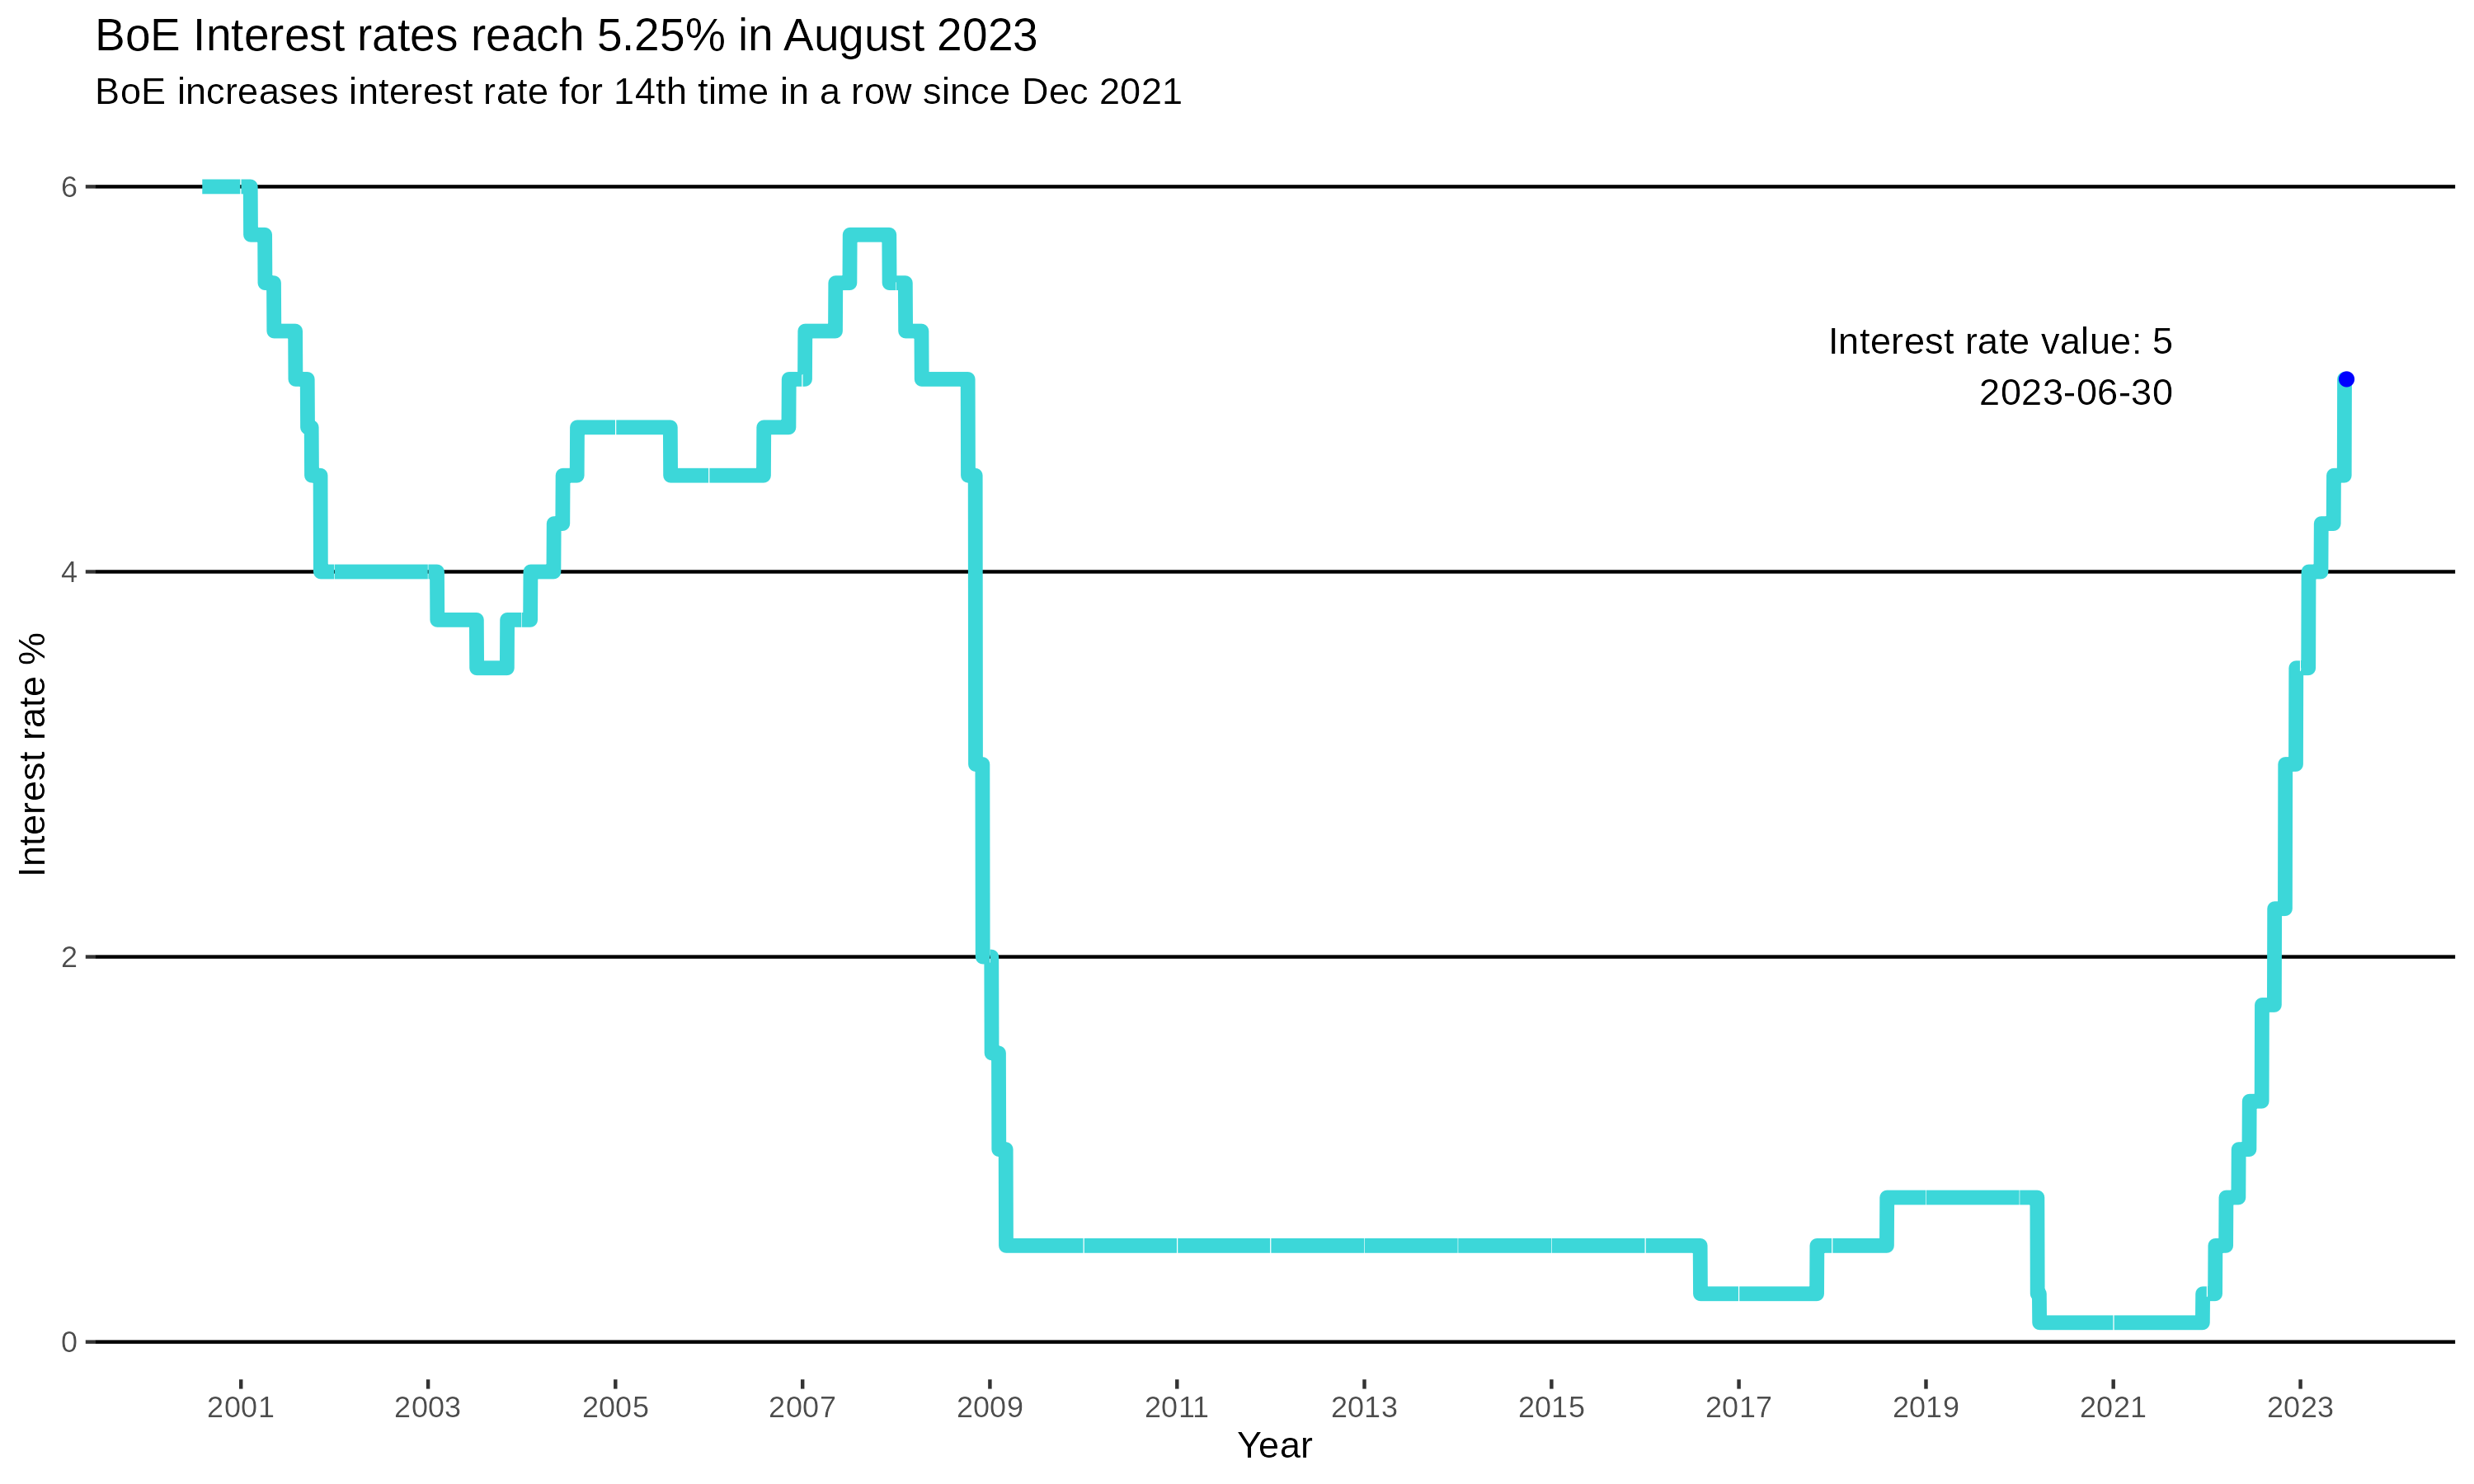 BoE Interest rates reach 5.25% in August 2023
BoE increases interest rate for 14th time in a row since Dec 2021
6
4
2
0
Interest rate %
Interest rate value: 5
2023-06-30
2001 2003 2005 2007 2009 2011 2013 2015 2017 2019 2021 2023
Year